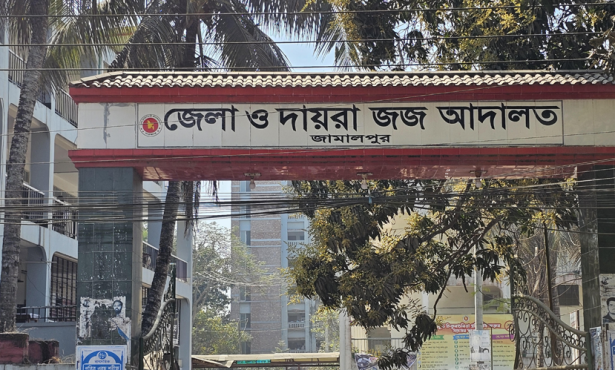 জেলা ও দায়রা জজ আদালত
জামালপুর